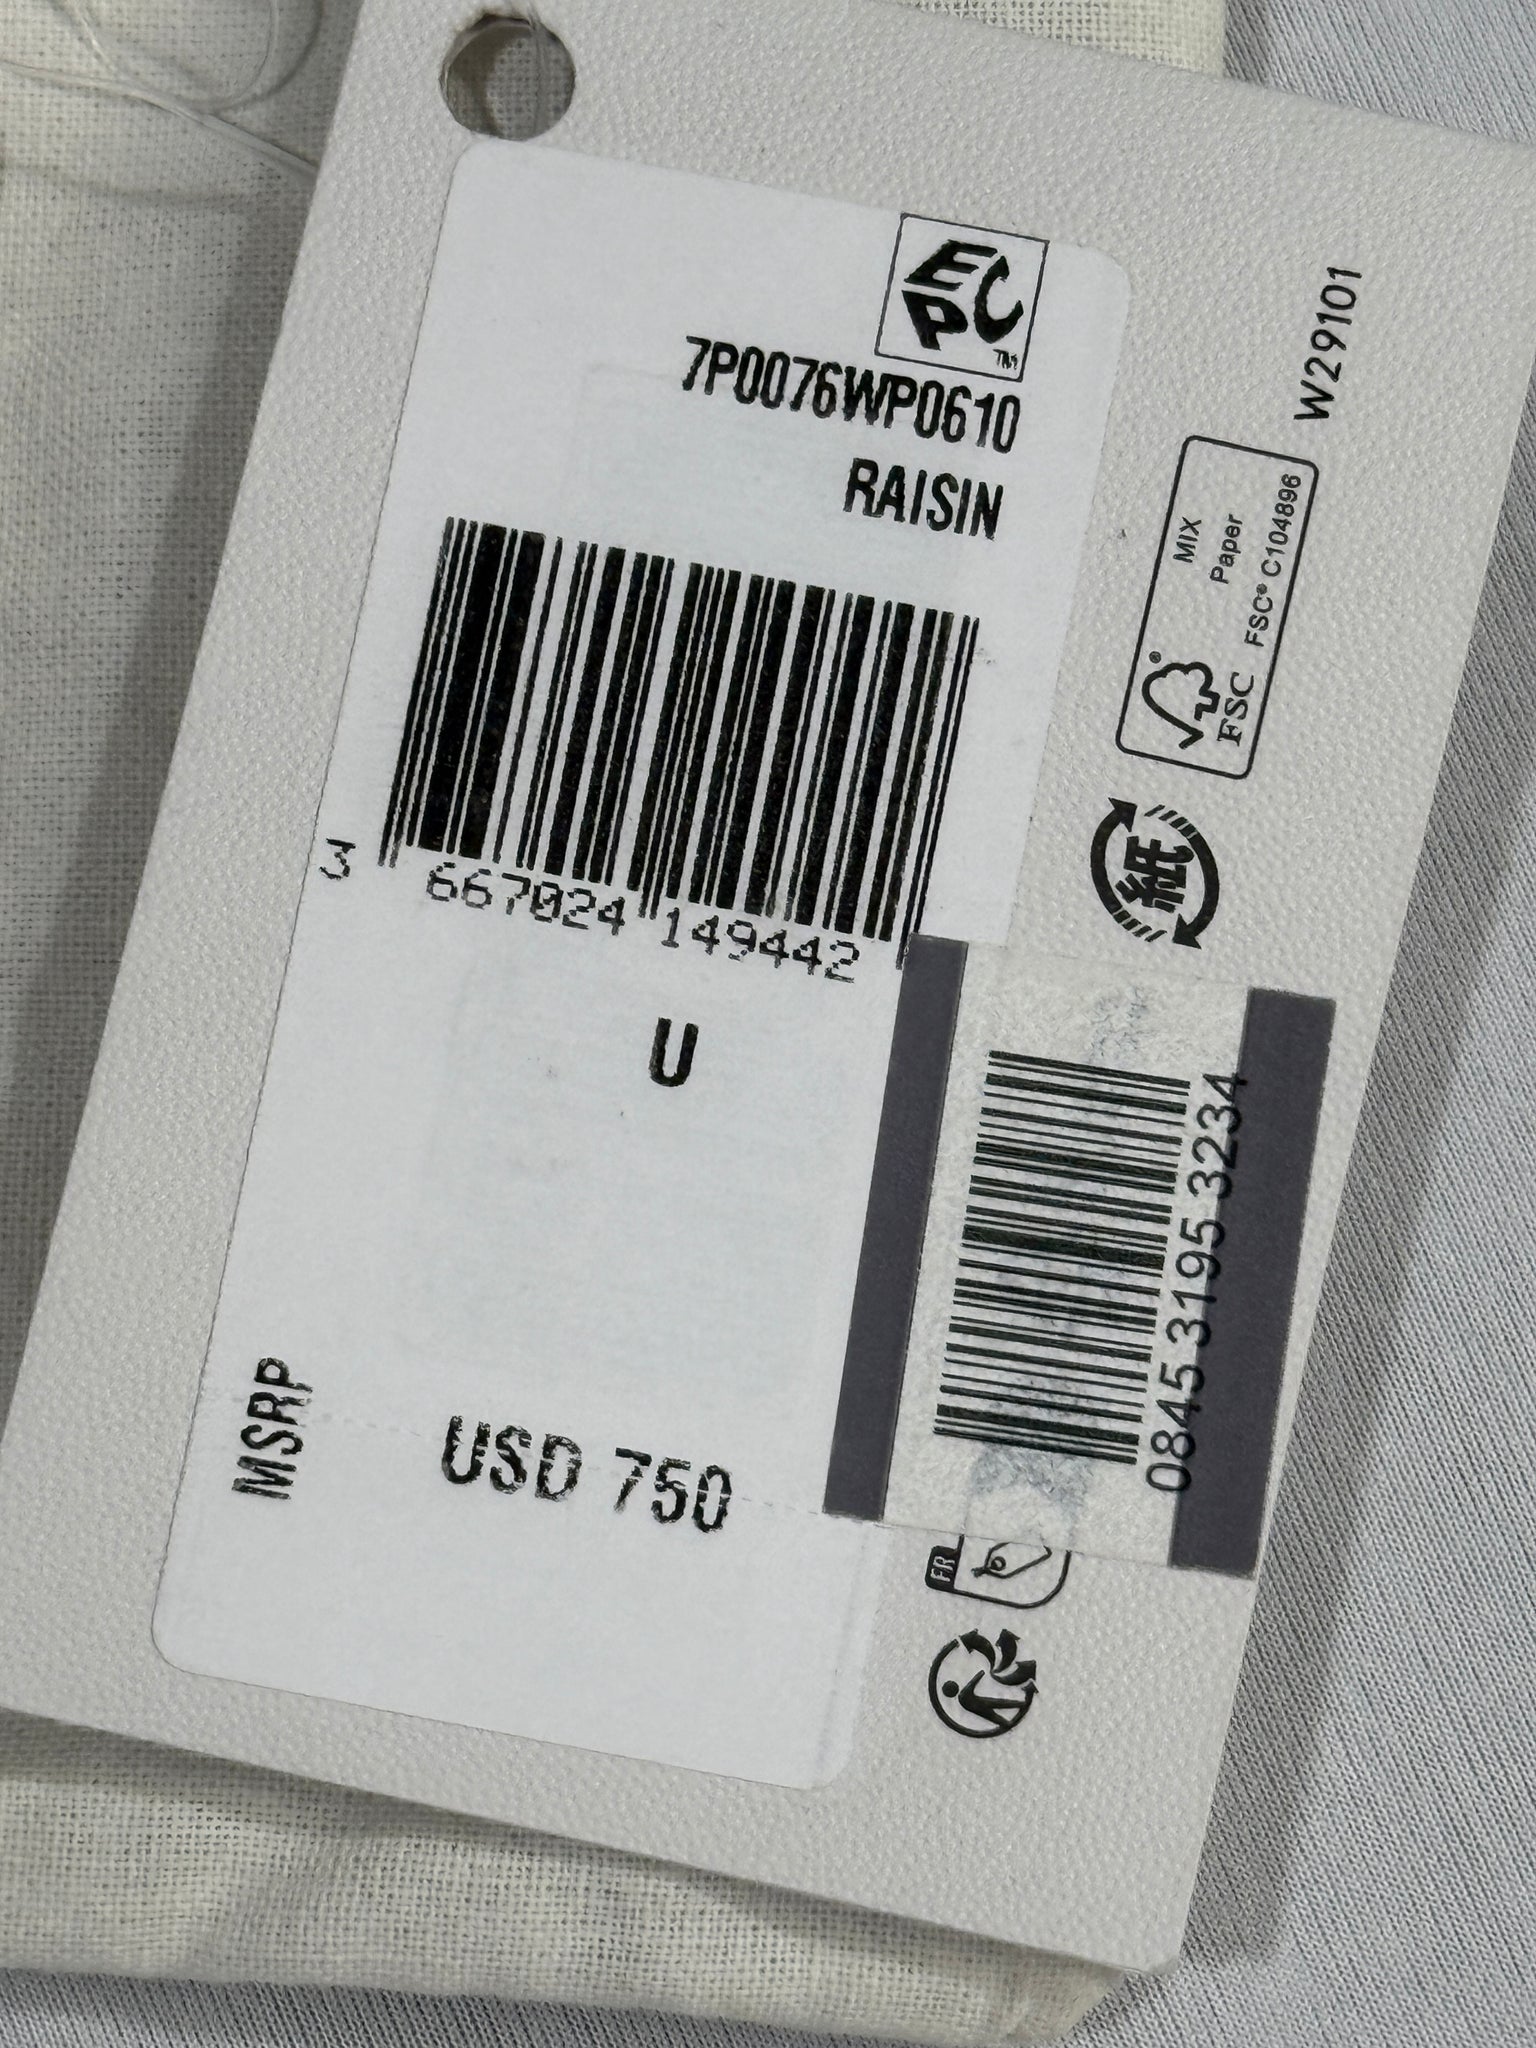 EPC™
7P0076WP0610
RAISIN
3 667024 149442
U
MSRP
USD 750
W29101
MIX
Paper
FSC® C104896
FSC®
紙
0845 3195 3234
FR